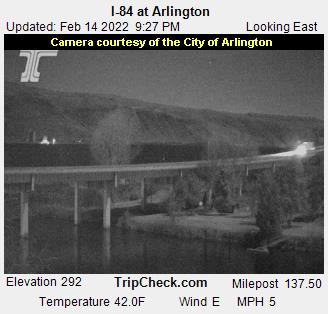 I-84 at Arlington
Updated: Feb 14 2022 9:27 PM Looking East
Camera courtesy of the City of Arlington
Elevation 292 TripCheck.com Milepost 137.50
Temperature 42.0F Wind E MPH 5